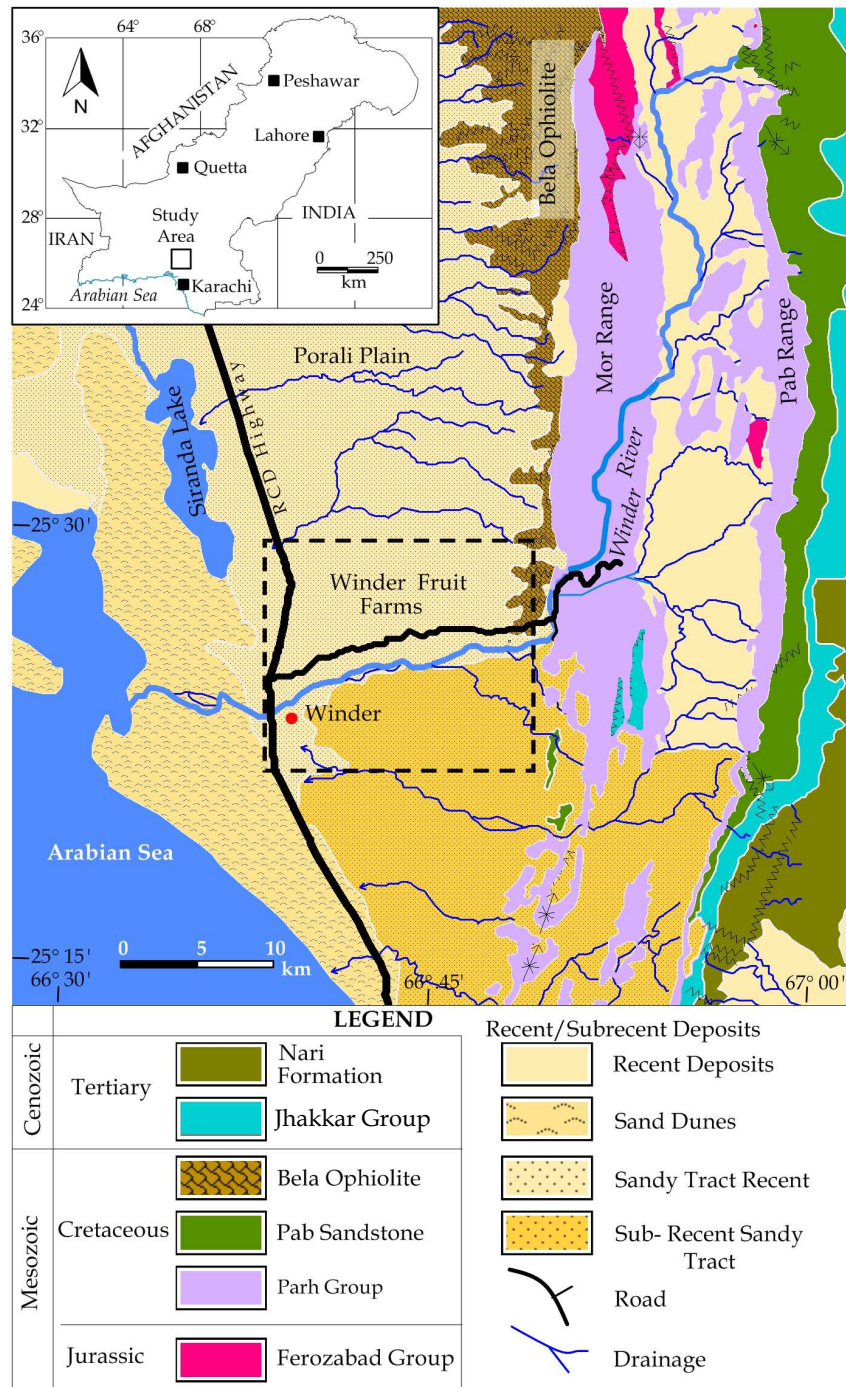 36°
64°
68°
N
AFGHANISTAN
Peshawar
32°
Lahore
Quetta
28°
INDIA
Study
Area
IRAN
0 250
km
Arabian Sea
Karachi
24°
Bela Ophiolite
Mor Range
Pab Range
Porali Plain
RCD Highway
Siranda Lake
Winder River
25° 30'
Winder Fruit
Farms
Winder
Arabian Sea
0 5 10
km
25° 15'
66° 30'
66°.45'
67° 00'
LEGEND
Cenozoic
Tertiary
Nari
Formation
Jhakkar Group
Mesozoic
Cretaceous
Bela Ophiolite
Pab Sandstone
Parh Group
Jurassic
Ferozabad Group
Recent/Subrecent Deposits
Recent Deposits
Sand Dunes
Sandy Tract Recent
Sub- Recent Sandy
Tract
Road
Drainage